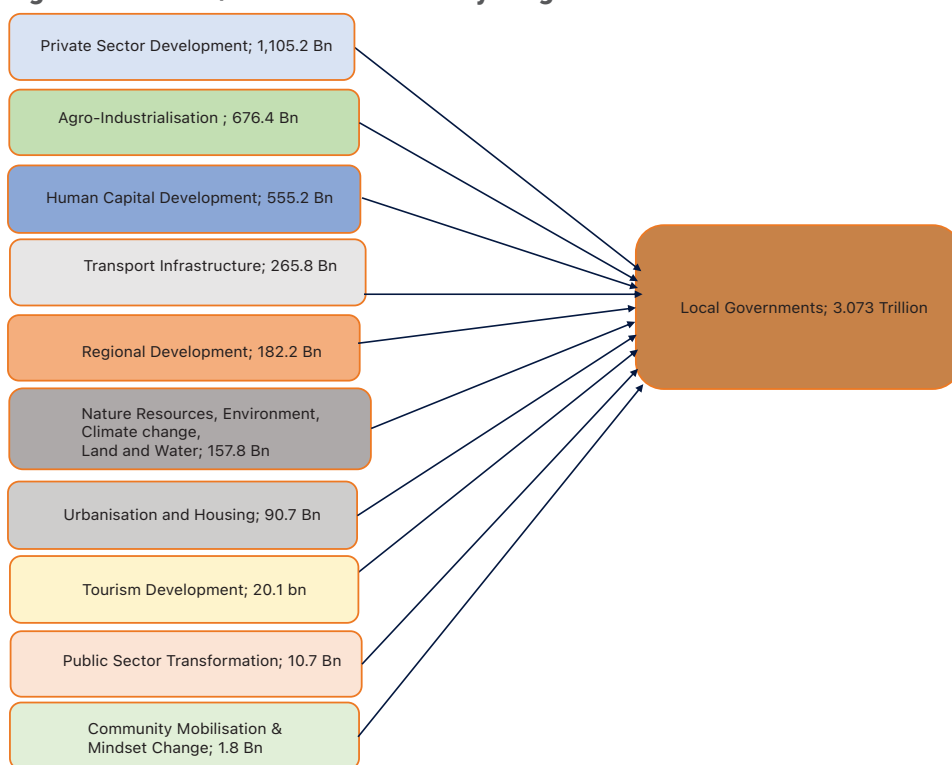 Private Sector Development; 1,105.2 Bn
Agro-Industrialisation ; 676.4 Bn
Human Capital Development; 555.2 Bn
Transport Infrastructure; 265.8 Bn
Local Governments; 3.073 Trillion
Regional Development; 182.2 Bn
Nature Resources, Environment,
Climate change,
Land and Water; 157.8 Bn
Urbanisation and Housing; 90.7 Bn
Tourism Development; 20.1 bn
Public Sector Transformation; 10.7 Bn
Community Mobilisation &
Mindset Change; 1.8 Bn